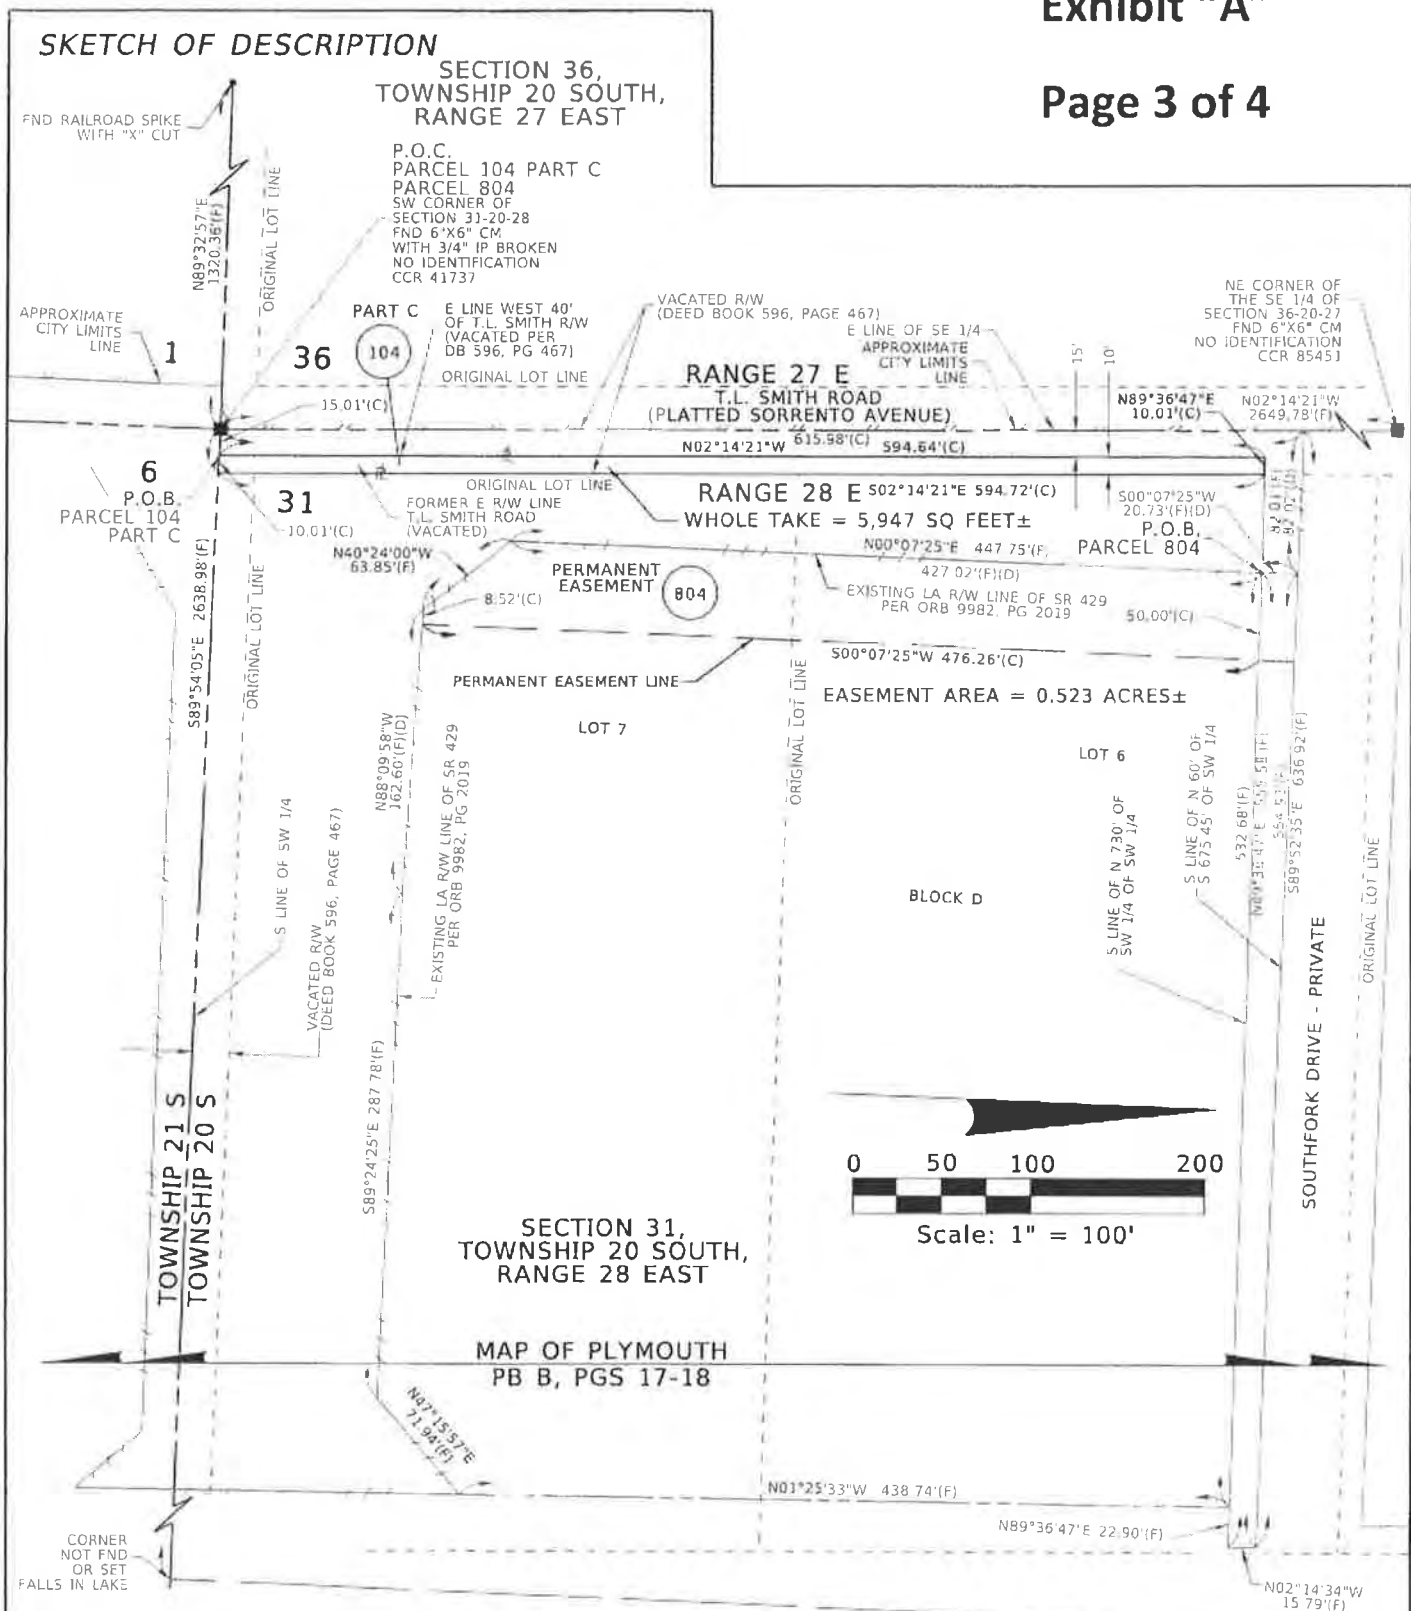 Exhibit "A"
Page 3 of 4
SKETCH OF DESCRIPTION
SECTION 36,
TOWNSHIP 20 SOUTH,
RANGE 27 EAST
FND RAILROAD SPIKE
WITH "X" CUT
P.O.C.
PARCEL 104 PART C
PARCEL 804
SW CORNER OF
SECTION 31-20-28
FND 6"X6" CM
WITH 3/4" IP BROKEN
NO IDENTIFICATION
CCR 41737
N89°32'57"E
1320.36'(F)
ORIGINAL LOT LINE
APPROXIMATE
CITY LIMITS
LINE
1
36
PART C
104
E LINE WEST 40'
OF T.L. SMITH R/W
(VACATED PER
DB 596, PG 467)
ORIGINAL LOT LINE
VACATED R/W
(DEED BOOK 596, PAGE 467)
E LINE OF SE 1/4
APPROXIMATE
CITY LIMITS
LINE
15'
10'
NE CORNER OF
THE SE 1/4 OF
SECTION 36-20-27
FND 6"X6" CM
NO IDENTIFICATION
CCR 85451
RANGE 27 E
T.L. SMITH ROAD
(PLATTED SORRENTO AVENUE)
15.01'(C)
N89°36'47"E
10.01'(C)
N02°14'21"W
2649.78'(F)
N02°14'21"W 615.98'(C) 594.64'(C)
6
P.O.B.
PARCEL 104
PART C
31
10.01'(C)
ORIGINAL LOT LINE
FORMER E R/W LINE
T.L. SMITH ROAD
(VACATED)
RANGE 28 E
S02°14'21"E 594.72'(C)
WHOLE TAKE = 5,947 SQ FEET±
S00°07'25"W
20.73'(F)(D)
P.O.B.
PARCEL 804
N40°24'00"W
63.85'(F)
N00°07'25"E 447.75'(F)
427.02'(F)(D)
PERMANENT
EASEMENT
804
8.52'(C)
EXISTING LA R/W LINE OF SR 429
PER ORB 9982, PG 2019
50.00'(C)
S00°07'25"W 476.26'(C)
PERMANENT EASEMENT LINE
EASEMENT AREA = 0.523 ACRES±
S89°54'05"E 2638.98'(F)
ORIGINAL LOT LINE
LOT 7
ORIGINAL LOT LINE
LOT 6
N88°09'58"W
162.60'(F)(D)
EXISTING LA R/W LINE OF SR 429
PER ORB 9982, PG 2019
S LINE OF SW 1/4
VACATED R/W
(DEED BOOK 596, PAGE 467)
BLOCK D
S LINE OF N 730' OF
SW 1/4 OF SW 1/4
532.68'(F)
S LINE OF N 60' OF
S 675.45' OF SW 1/4
S89°52'35"E 636.92'(F)
SOUTHFORK DRIVE - PRIVATE
ORIGINAL LOT LINE
S89°24'25"E 287.78'(F)
TOWNSHIP 21 S
TOWNSHIP 20 S
0 50 100 200
Scale: 1" = 100'
SECTION 31,
TOWNSHIP 20 SOUTH,
RANGE 28 EAST
MAP OF PLYMOUTH
PB B, PGS 17-18
N47°15'57"E
71.94'(F)
N01°25'33"W 438.74'(F)
N89°36'47"E 22.90'(F)
N02°14'34"W
15.79'(F)
CORNER
NOT FND
OR SET
FALLS IN LAKE